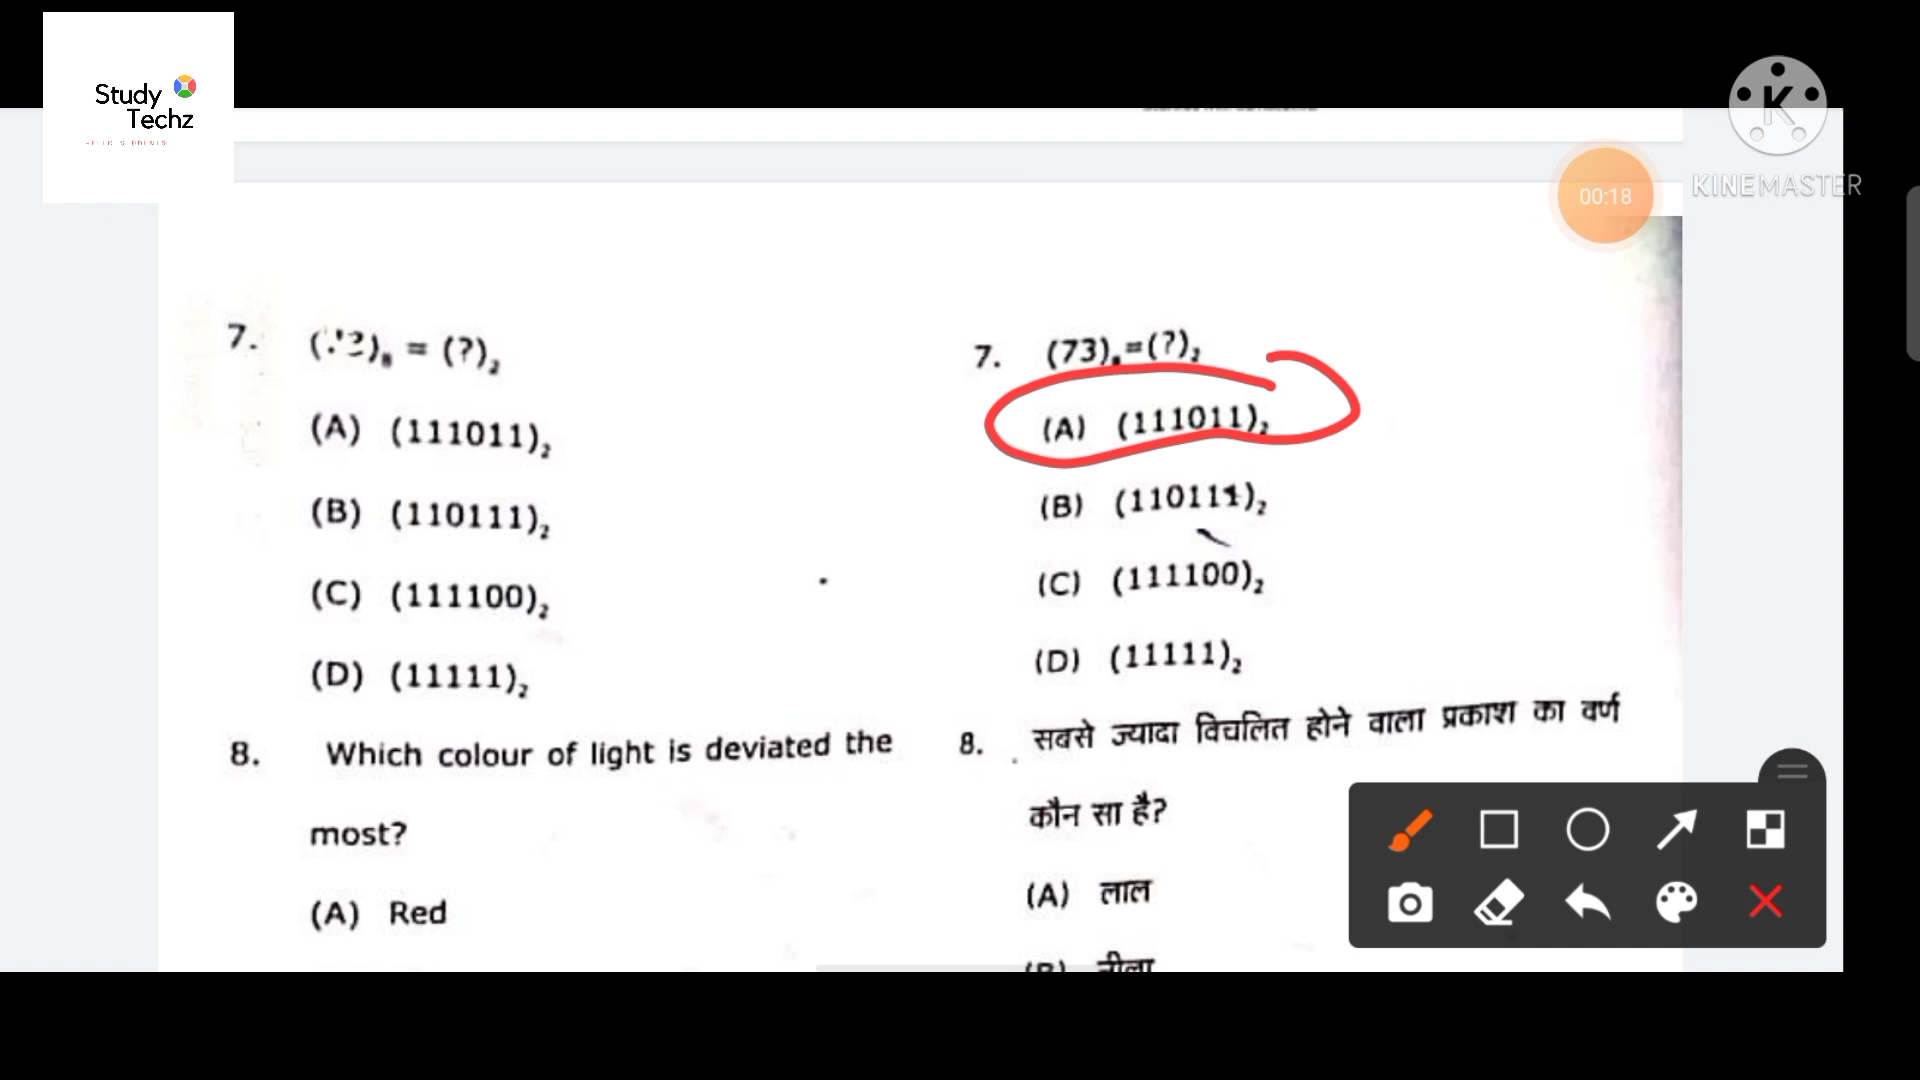 Study
Techz
00:18
KINEMASTER
7. = (?)₂
(A) (111011)₂
(B) (110111)₂
(C) (111100)₂
(D) (11111)₂
8. Which colour of light is deviated the
most?
(A) Red
7. (73)₈=(?)₂
(A) (111011)₂
(B) (110111)₂
(C) (111100)₂
(D) (11111)₂
8. सबसे ज्यादा विचलित होने वाला प्रकाश का वर्ण
कौन सा है?
(A) लाल
(B) नीला